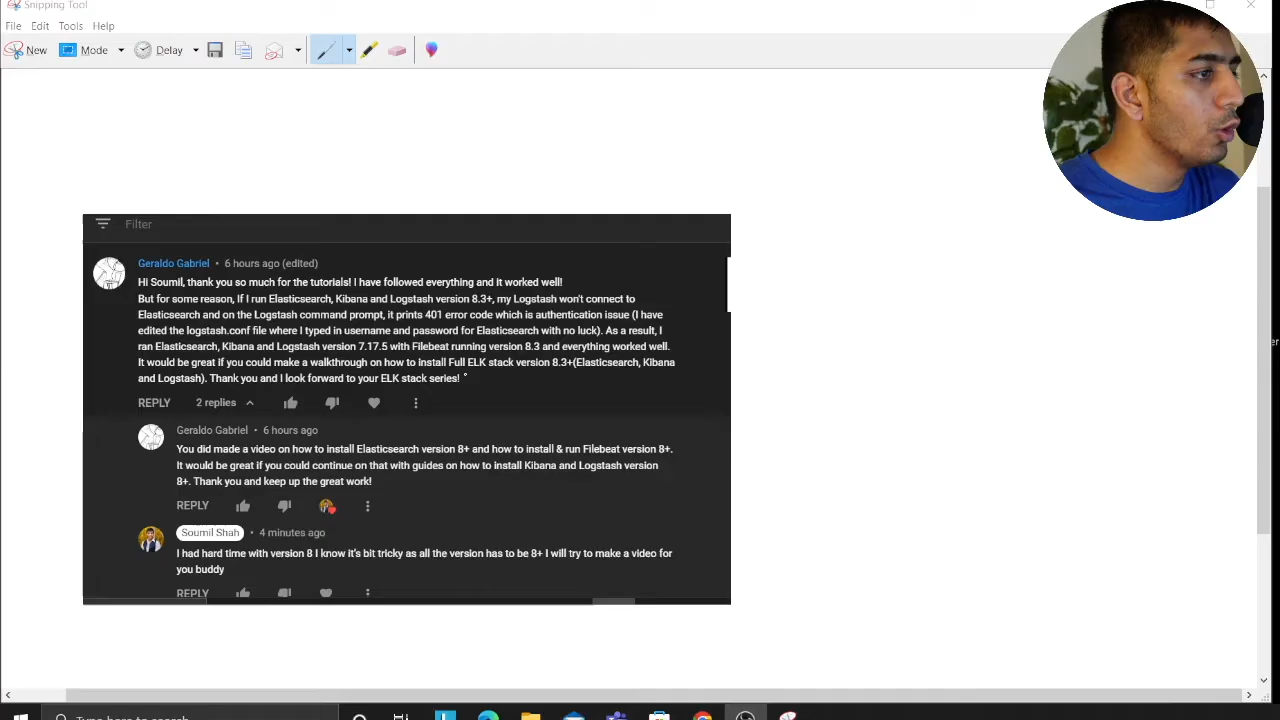 Snipping Tool
File Edit Tools Help
New Mode Delay
Filter
Geraldo Gabriel • 6 hours ago (edited)
Hi Soumil, thank you so much for the tutorials! I have followed everything and it worked well!
But for some reason, If I run Elasticsearch, Kibana and Logstash version 8.3+, my Logstash won't connect to
Elasticsearch and on the Logstash command prompt, it prints 401 error code which is authentication issue (I have
edited the logstash.conf file where I typed in username and password for Elasticsearch with no luck). As a result, I
ran Elasticsearch, Kibana and Logstash version 7.17.5 with Filebeat running version 8.3 and everything worked well.
It would be great if you could make a walkthrough on how to install Full ELK stack version 8.3+(Elasticsearch, Kibana
and Logstash). Thank you and I look forward to your ELK stack series!
REPLY 2 replies
Geraldo Gabriel • 6 hours ago
You did made a video on how to install Elasticsearch version 8+ and how to install & run Filebeat version 8+.
It would be great if you could continue on that with guides on how to install Kibana and Logstash version
8+. Thank you and keep up the great work!
REPLY
Soumil Shah • 4 minutes ago
I had hard time with version 8 I know it's bit tricky as all the version has to be 8+ I will try to make a video for
you buddy
REPLY
Type here to search